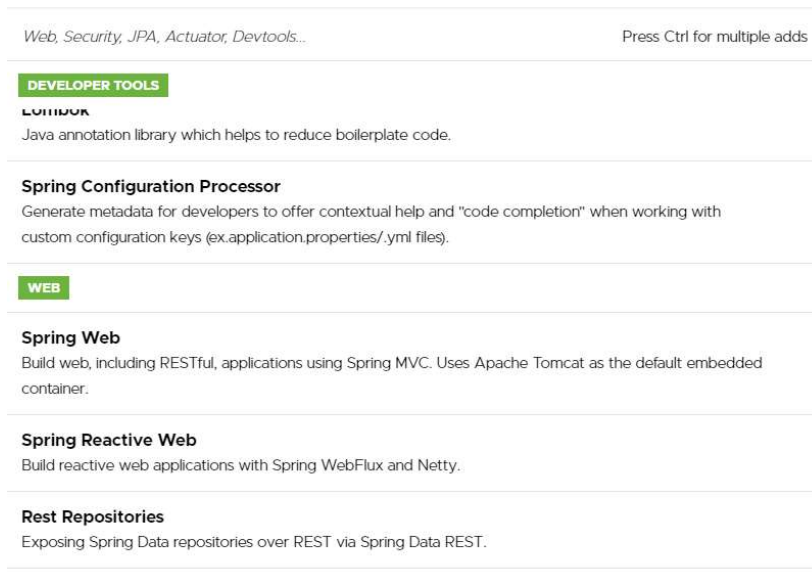 Web, Security, JPA, Actuator, Devtools...
Press Ctrl for multiple adds
DEVELOPER TOOLS
Lombok
Java annotation library which helps to reduce boilerplate code.
Spring Configuration Processor
Generate metadata for developers to offer contextual help and "code completion" when working with
custom configuration keys (ex.application.properties/.yml files).
WEB
Spring Web
Build web, including RESTful, applications using Spring MVC. Uses Apache Tomcat as the default embedded
container.
Spring Reactive Web
Build reactive web applications with Spring WebFlux and Netty.
Rest Repositories
Exposing Spring Data repositories over REST via Spring Data REST.